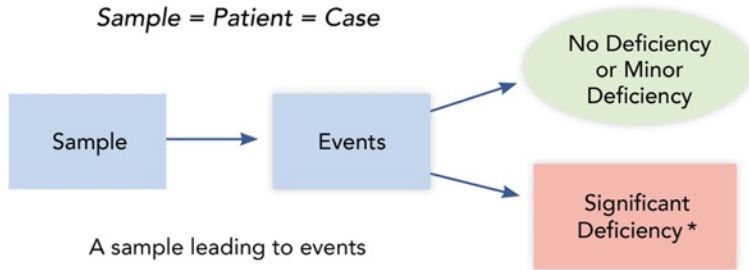 Sample = Patient = Case
No Deficiency
or Minor
Deficiency
Sample
Events
Significant
Deficiency *
A sample leading to events